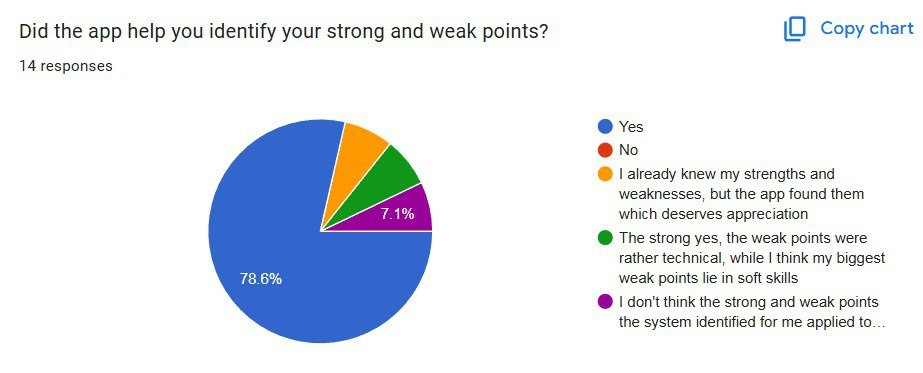 Did the app help you identify your strong and weak points?
Copy chart
14 responses
Yes
No
I already knew my strengths and
weaknesses, but the app found them
which deserves appreciation
The strong yes, the weak points were
rather technical, while I think my biggest
weak points lie in soft skills
I don't think the strong and weak points
the system identified for me applied to…
7.1%
78.6%